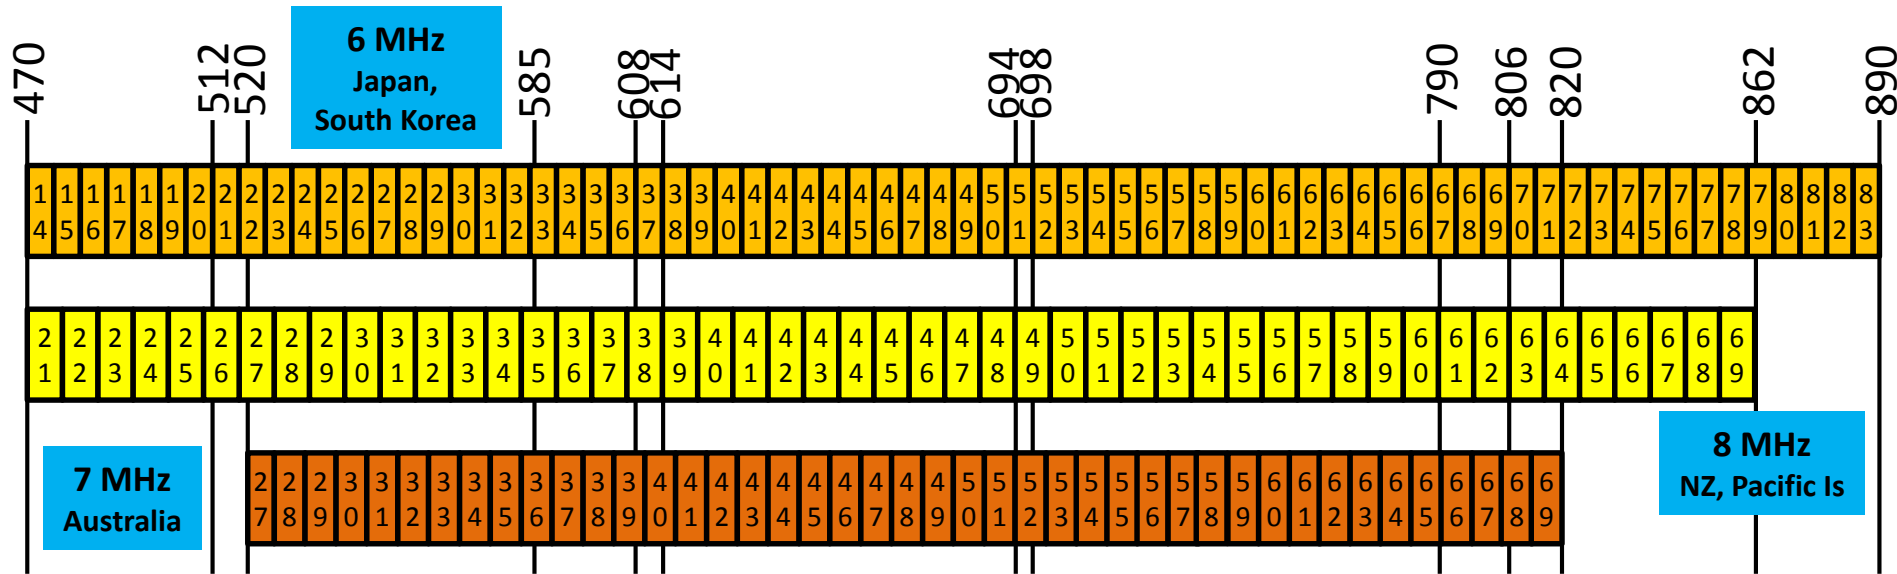 470 512 520 585 608 614 694 698 790 806 820 862 890
6 MHz
Japan,
South Korea
14 15 16 17 18 19 20 21 22 23 24 25 26 27 28 29 30 31 32 33 34 35 36 37 38 39 40 41 42 43 44 45 46 47 48 49 50 51 52 53 54 55 56 57 58 59 60 61 62 63 64 65 66 67 68 69 70 71 72 73 74 75 76 77 78 79 80 81 82 83
21 22 23 24 25 26 27 28 29 30 31 32 33 34 35 36 37 38 39 40 41 42 43 44 45 46 47 48 49 50 51 52 53 54 55 56 57 58 59 60 61 62 63 64 65 66 67 68 69
7 MHz
Australia
27 28 29 30 31 32 33 34 35 36 37 38 39 40 41 42 43 44 45 46 47 48 49 50 51 52 53 54 55 56 57 58 59 60 61 62 63 64 65 66 67 68 69
8 MHz
NZ, Pacific Is